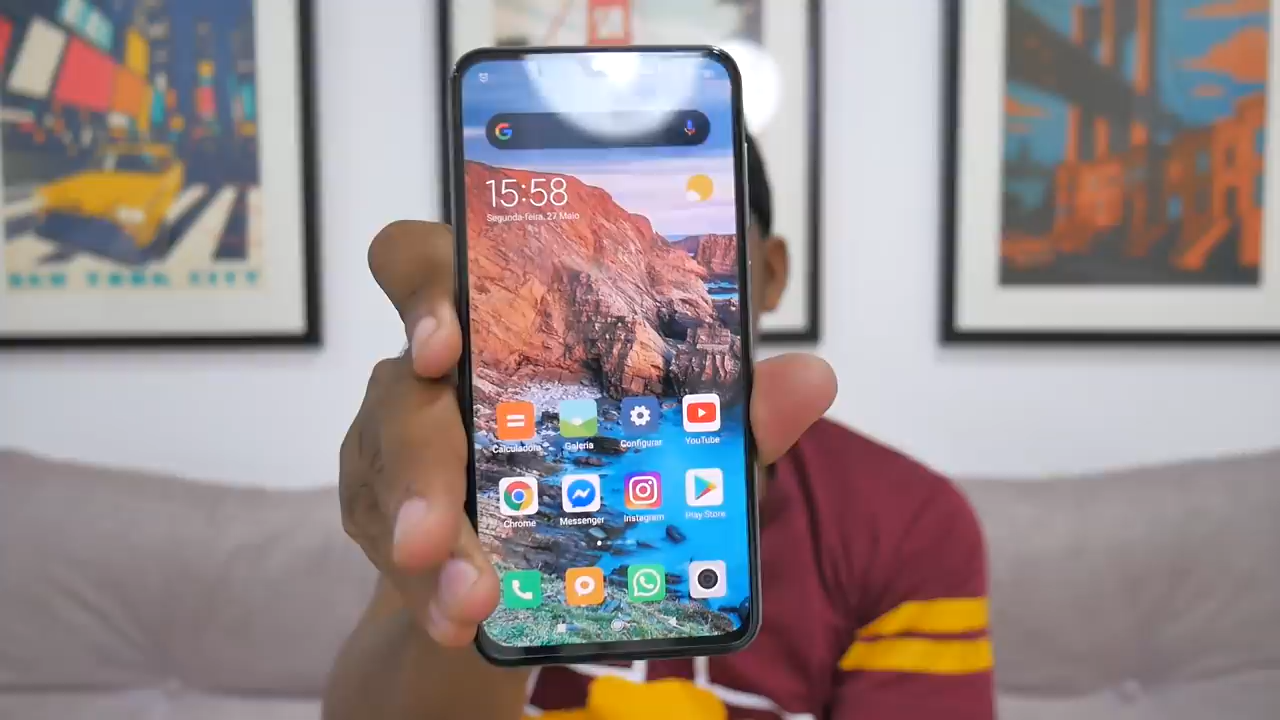 NEW YORK CITY
15:58
Segunda-feira, 27 Maio
Calculadora
Galeria
Configurar
YouTube
Chrome
Messenger
Instagram
Play Store